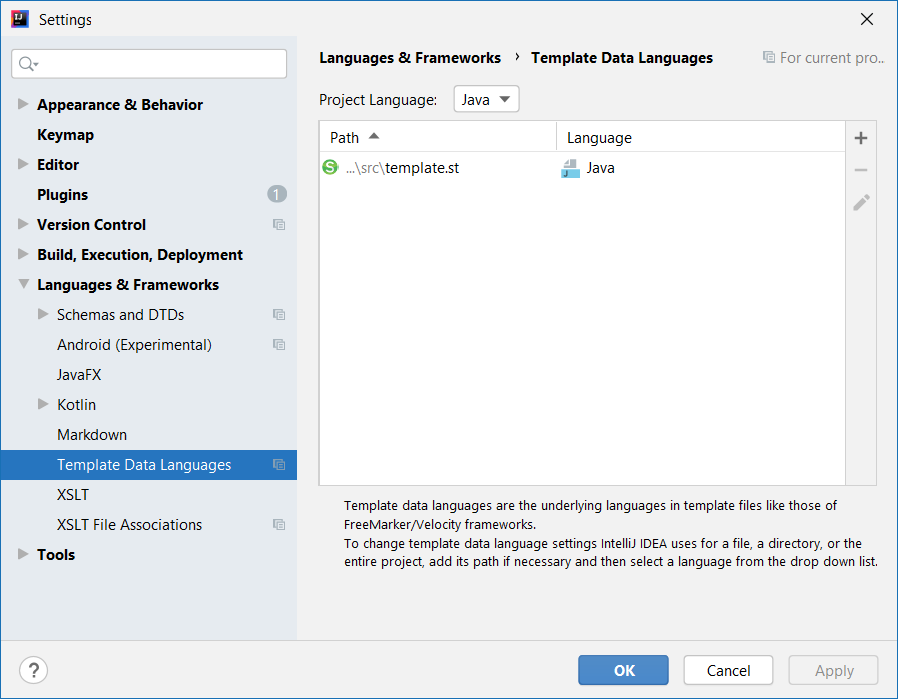 Settings
Languages & Frameworks › Template Data Languages
For current pro...
Project Language: Java
Path Language
...\src\template.st Java
Appearance & Behavior
Keymap
Editor
Plugins 1
Version Control
Build, Execution, Deployment
Languages & Frameworks
Schemas and DTDs
Android (Experimental)
JavaFX
Kotlin
Markdown
Template Data Languages
XSLT
XSLT File Associations
Tools
Template data languages are the underlying languages in template files like those of
FreeMarker/Velocity frameworks.
To change template data language settings IntelliJ IDEA uses for a file, a directory, or the
entire project, add its path if necessary and then select a language from the drop down list.
? OK Cancel Apply